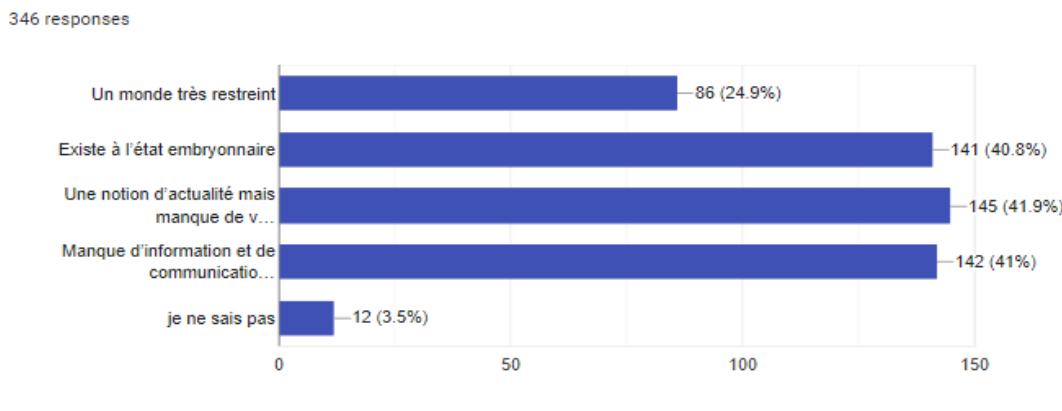 346 responses
Un monde très restreint
86 (24.9%)
Existe à l'état embryonnaire
141 (40.8%)
Une notion d'actualité mais
manque de v...
145 (41.9%)
Manque d'information et de
communicatio...
142 (41%)
je ne sais pas
12 (3.5%)
0 50 100 150